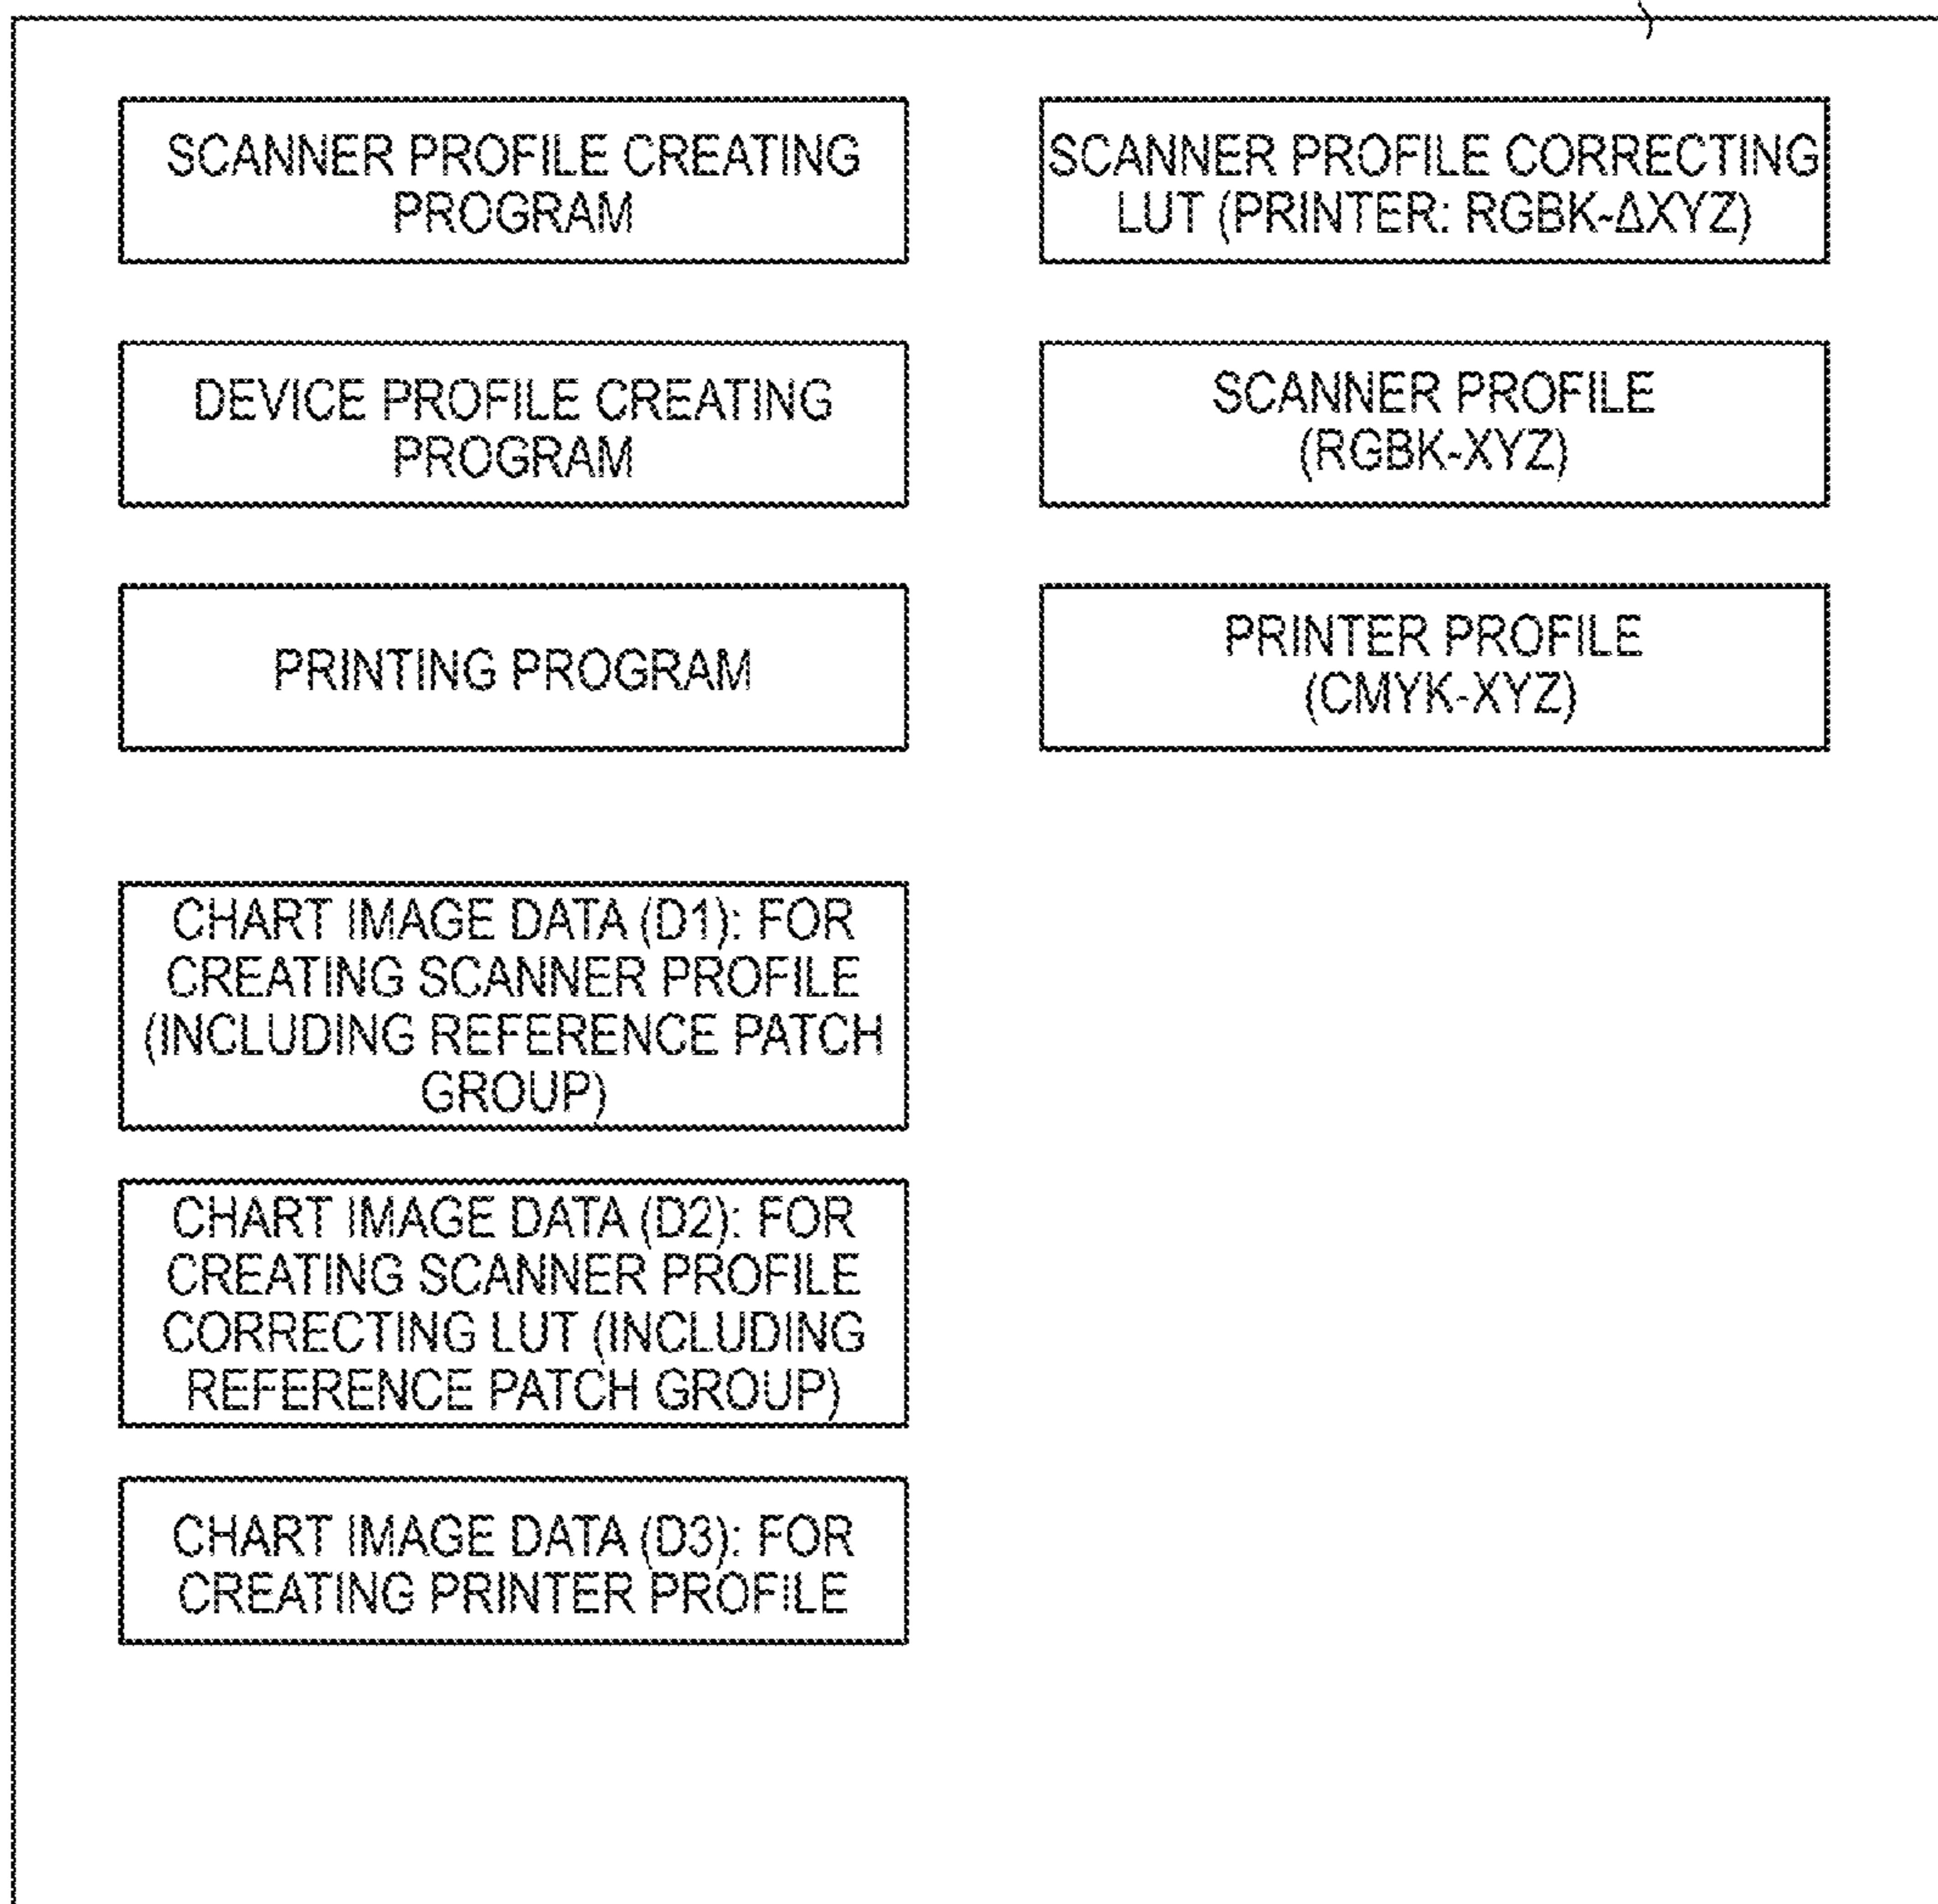 SCANNER PROFILE CREATING
PROGRAM
SCANNER PROFILE CORRECTING
LUT (PRINTER: RGBK-ΔXYZ)
DEVICE PROFILE CREATING
PROGRAM
SCANNER PROFILE
(RGBK-XYZ)
PRINTING PROGRAM
PRINTER PROFILE
(CMYK-XYZ)
CHART IMAGE DATA (D1): FOR
CREATING SCANNER PROFILE
(INCLUDING REFERENCE PATCH
GROUP)
CHART IMAGE DATA (D2): FOR
CREATING SCANNER PROFILE
CORRECTING LUT (INCLUDING
REFERENCE PATCH GROUP)
CHART IMAGE DATA (D3): FOR
CREATING PRINTER PROFILE